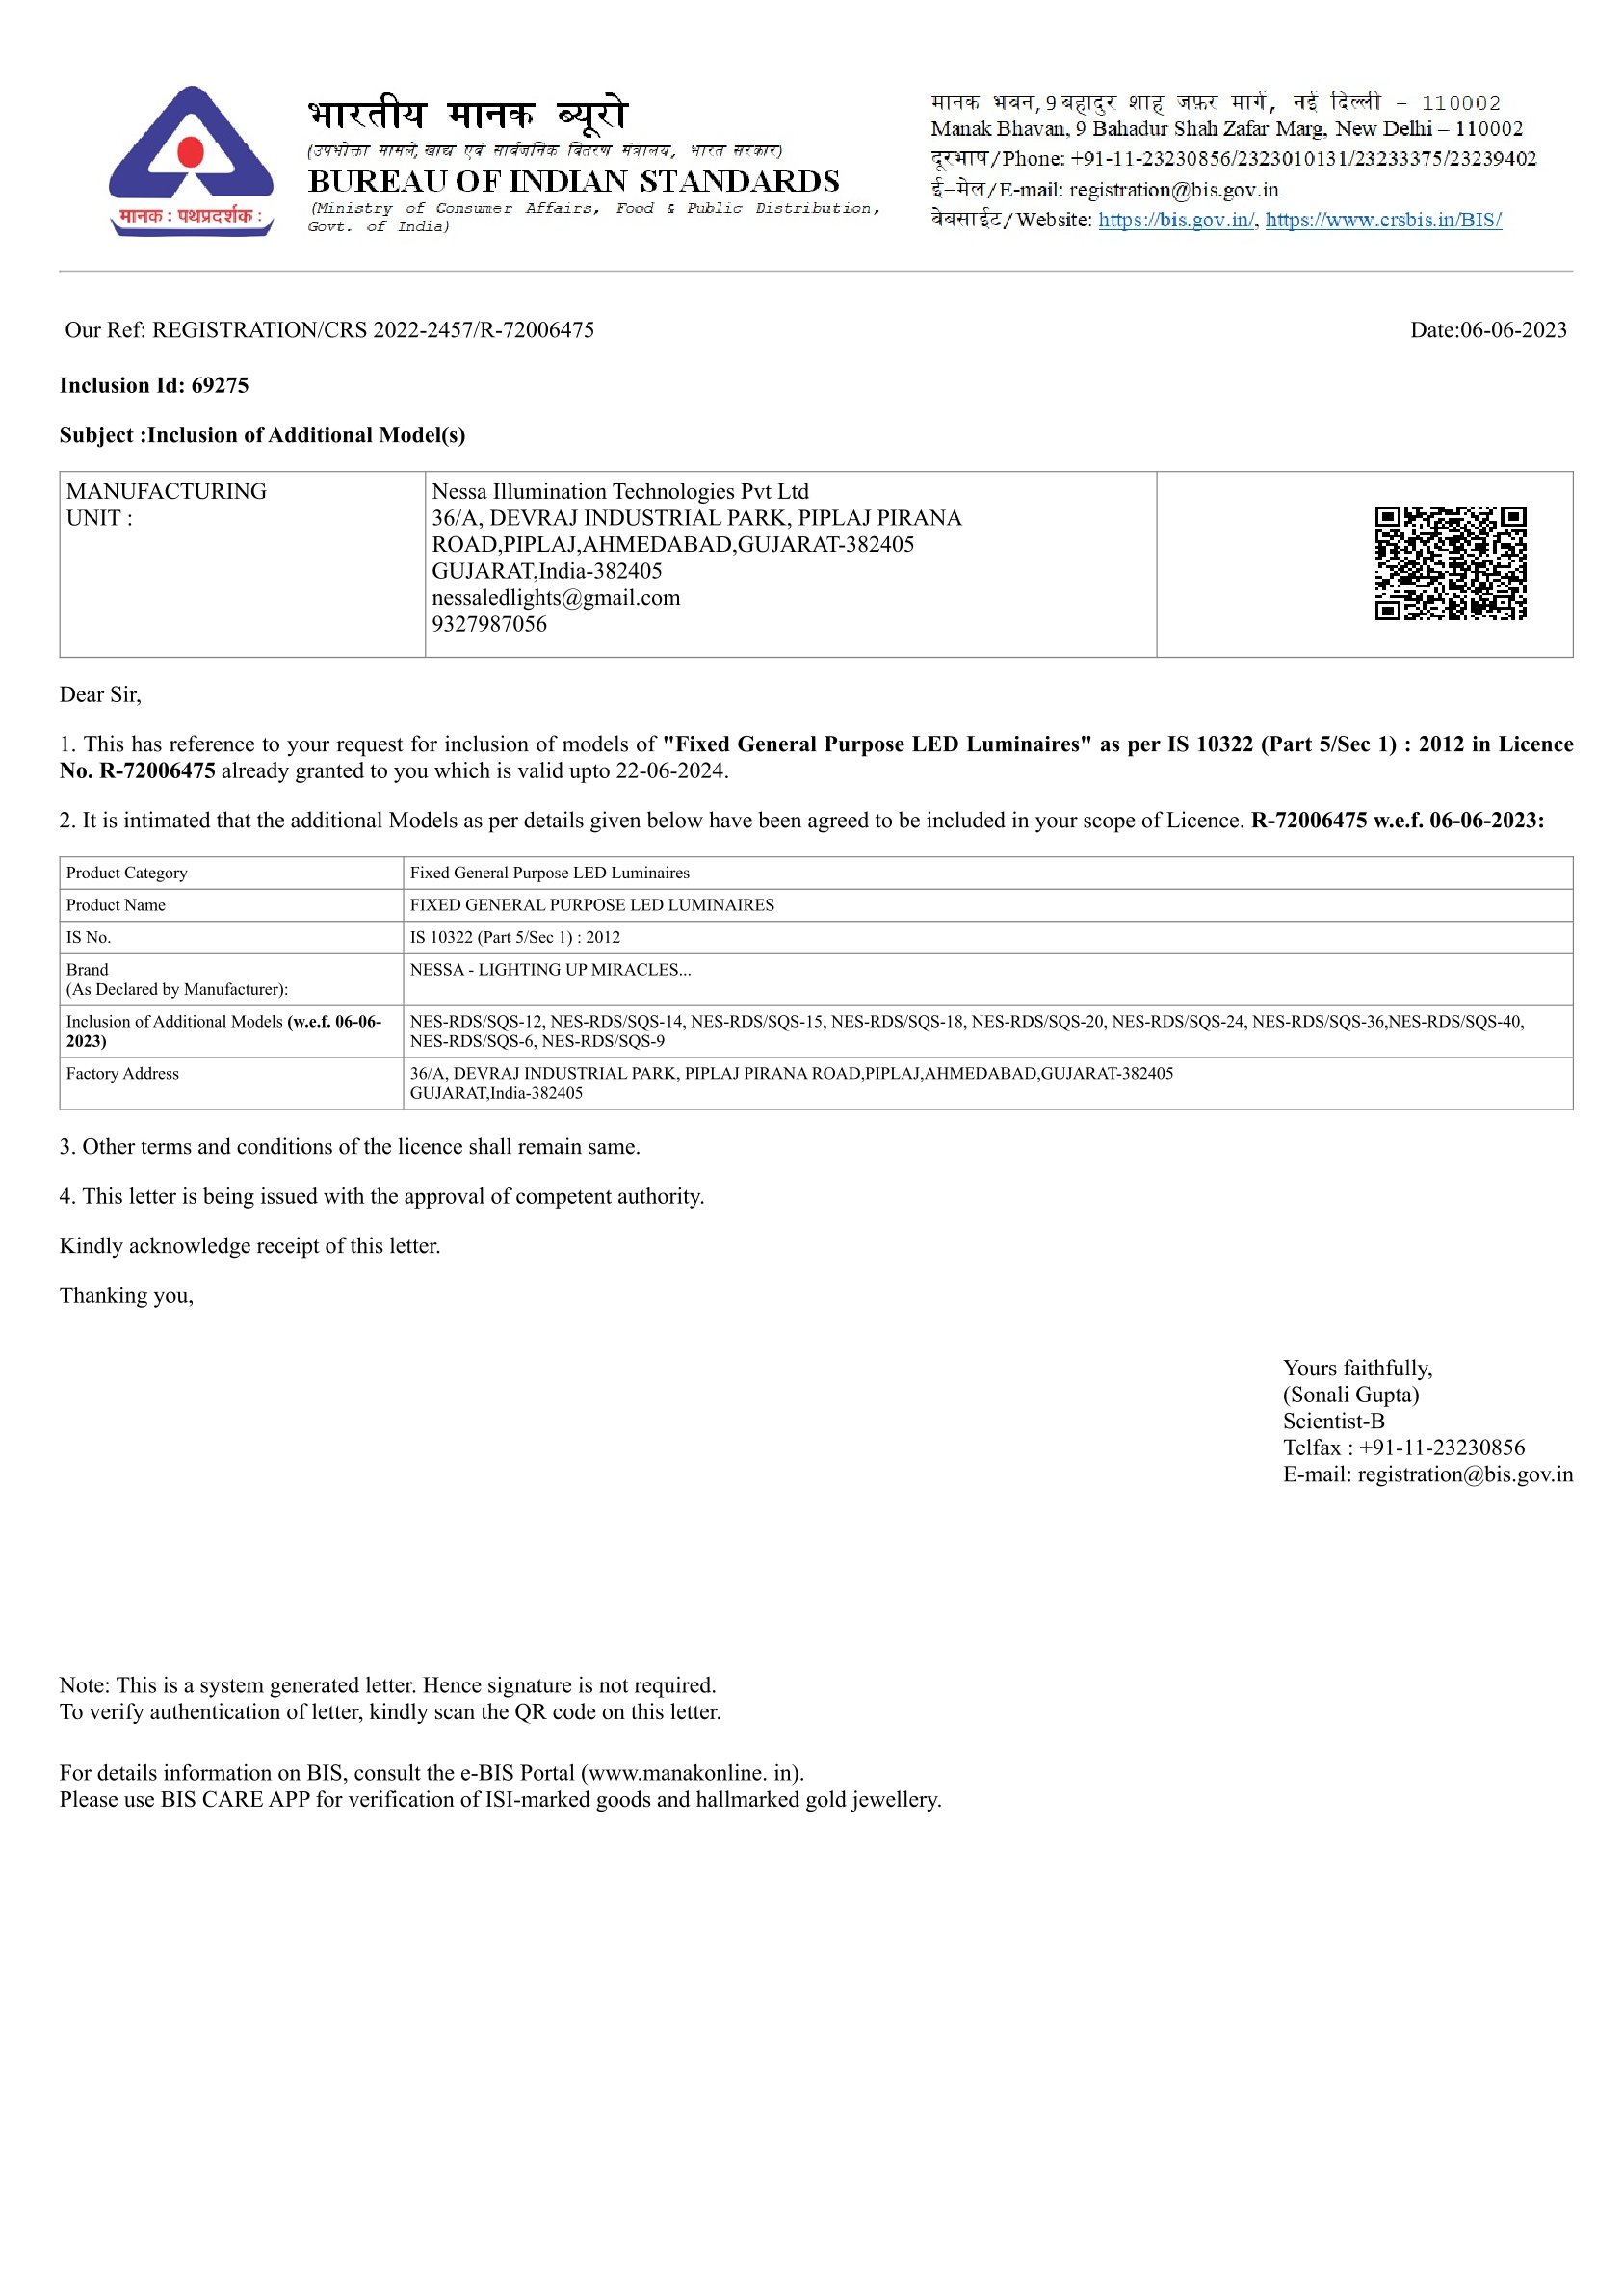 भारतीय मानक ब्यूरो
(उपभोक्ता मामले, खाद्य एवं सार्वजनिक वितरण मंत्रालय, भारत सरकार)
BUREAU OF INDIAN STANDARDS
(Ministry of Consumer Affairs, Food & Public Distribution,
Govt. of India)
मानक : पथप्रदर्शक :
मानक भवन, 9 बहादुर शाह ज़फ़र मार्ग, नई दिल्ली – 110002
Manak Bhavan, 9 Bahadur Shah Zafar Marg, New Delhi – 110002
दूरभाष/Phone: +91-11-23230856/2323010131/23233375/23239402
ई-मेल/E-mail: registration@bis.gov.in
वेबसाईट/Website: https://bis.gov.in/, https://www.crsbis.in/BIS/
Our Ref: REGISTRATION/CRS 2022-2457/R-72006475 Date:06-06-2023
Inclusion Id: 69275
Subject :Inclusion of Additional Model(s)
MANUFACTURING
UNIT :
Nessa Illumination Technologies Pvt Ltd
36/A, DEVRAJ INDUSTRIAL PARK, PIPLAJ PIRANA
ROAD,PIPLAJ,AHMEDABAD,GUJARAT-382405
GUJARAT,India-382405
nessaledlights@gmail.com
9327987056
Dear Sir,
1. This has reference to your request for inclusion of models of "Fixed General Purpose LED Luminaires" as per IS 10322 (Part 5/Sec 1) : 2012 in Licence
No. R-72006475 already granted to you which is valid upto 22-06-2024.
2. It is intimated that the additional Models as per details given below have been agreed to be included in your scope of Licence. R-72006475 w.e.f. 06-06-2023:
Product Category Fixed General Purpose LED Luminaires
Product Name FIXED GENERAL PURPOSE LED LUMINAIRES
IS No. IS 10322 (Part 5/Sec 1) : 2012
Brand NESSA - LIGHTING UP MIRACLES...
(As Declared by Manufacturer):
Inclusion of Additional Models (w.e.f. 06-06- NES-RDS/SQS-12, NES-RDS/SQS-14, NES-RDS/SQS-15, NES-RDS/SQS-18, NES-RDS/SQS-20, NES-RDS/SQS-24, NES-RDS/SQS-36,NES-RDS/SQS-40,
2023) NES-RDS/SQS-6, NES-RDS/SQS-9
Factory Address 36/A, DEVRAJ INDUSTRIAL PARK, PIPLAJ PIRANA ROAD,PIPLAJ,AHMEDABAD,GUJARAT-382405
GUJARAT,India-382405
3. Other terms and conditions of the licence shall remain same.
4. This letter is being issued with the approval of competent authority.
Kindly acknowledge receipt of this letter.
Thanking you,
Yours faithfully,
(Sonali Gupta)
Scientist-B
Telfax : +91-11-23230856
E-mail: registration@bis.gov.in
Note: This is a system generated letter. Hence signature is not required.
To verify authentication of letter, kindly scan the QR code on this letter.
For details information on BIS, consult the e-BIS Portal (www.manakonline. in).
Please use BIS CARE APP for verification of ISI-marked goods and hallmarked gold jewellery.